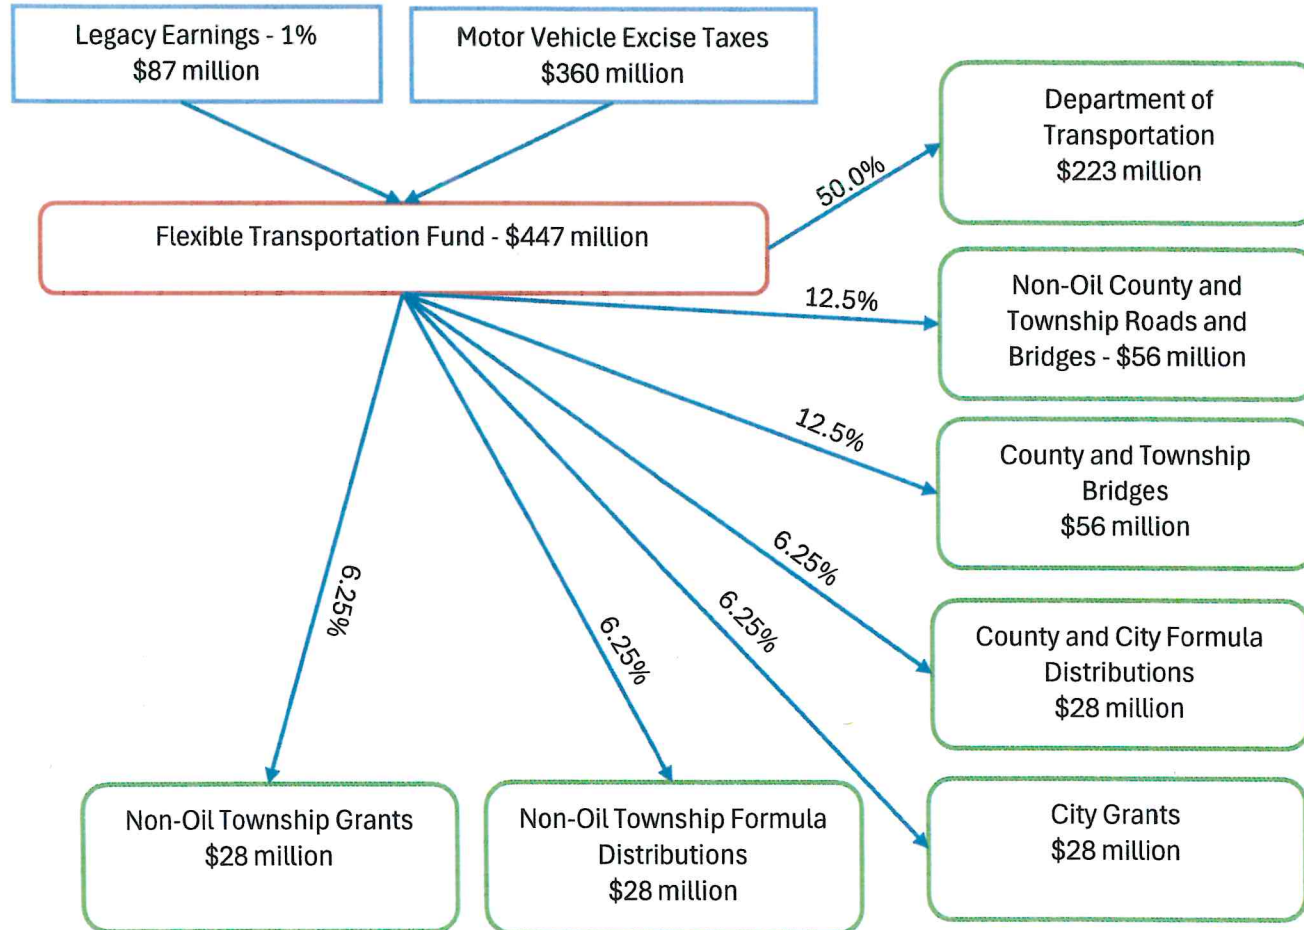 Legacy Earnings - 1%
$87 million
Motor Vehicle Excise Taxes
$360 million
Department of
Transportation
$223 million
50.0%
Flexible Transportation Fund - $447 million
12.5%
Non-Oil County and
Township Roads and
Bridges - $56 million
12.5%
County and Township
Bridges
$56 million
6.25%
County and City Formula
Distributions
$28 million
6.25%
City Grants
$28 million
6.25%
Non-Oil Township Formula
Distributions
$28 million
6.25%
Non-Oil Township Grants
$28 million